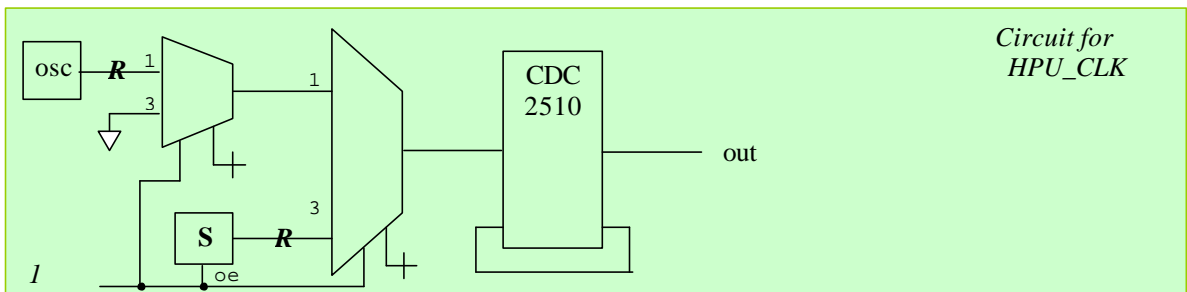 Circuit for
HPU_CLK
osc
R
1
3
1
CDC
2510
out
3
S
R
oe
1